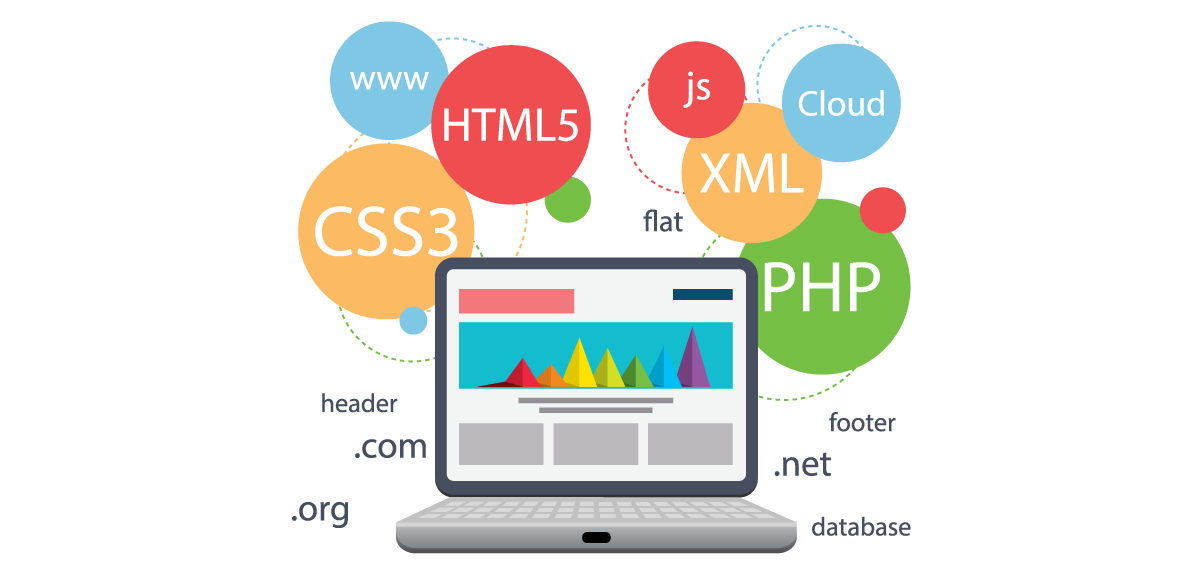 www
HTML5
CSS3
js
Cloud
XML
flat
PHP
header
.com
.org
footer
.net
database